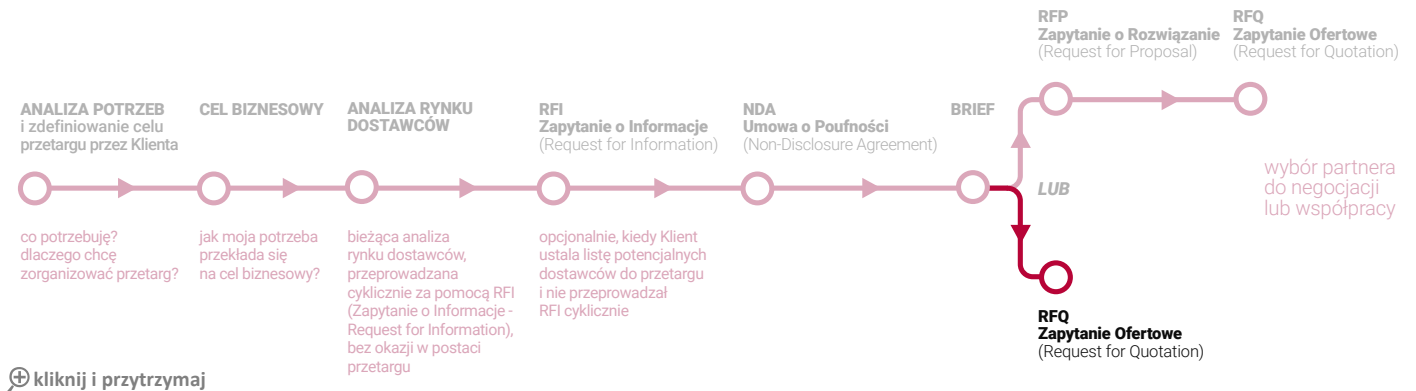 RFP
Zapytanie o Rozwiązanie
(Request for Proposal)
RFQ
Zapytanie Ofertowe
(Request for Quotation)
ANALIZA POTRZEB
i zdefiniowanie celu
przetargu przez Klienta
CEL BIZNESOWY
ANALIZA RYNKU
DOSTAWCÓW
RFI
Zapytanie o Informacje
(Request for Information)
NDA
Umowa o Poufności
(Non-Disclosure Agreement)
BRIEF
LUB
wybór partnera
do negocjacji
lub współpracy
co potrzebuję?
dlaczego chcę
zorganizować przetarg?
jak moja potrzeba
przekłada się
na cel biznesowy?
bieżąca analiza
rynku dostawców,
przeprowadzana
cyklicznie za pomocą RFI
(Zapytanie o Informacje -
Request for Information),
bez okazji w postaci
przetargu
opcjonalnie, kiedy Klient
ustala listę potencjalnych
dostawców do przetargu
i nie przeprowadzał
RFI cyklicznie
RFQ
Zapytanie Ofertowe
(Request for Quotation)
kliknij i przytrzymaj